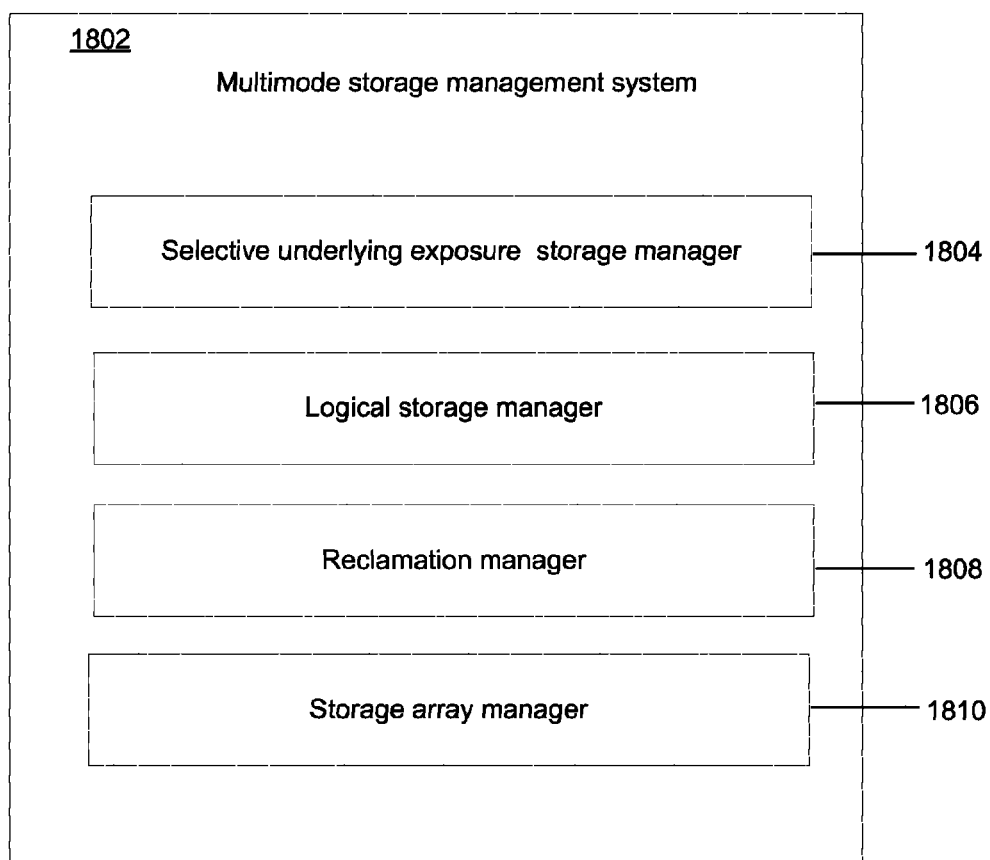 1802
Multimode storage management system
Selective underlying exposure storage manager
1804
Logical storage manager
1806
Reclamation manager
1808
Storage array manager
1810